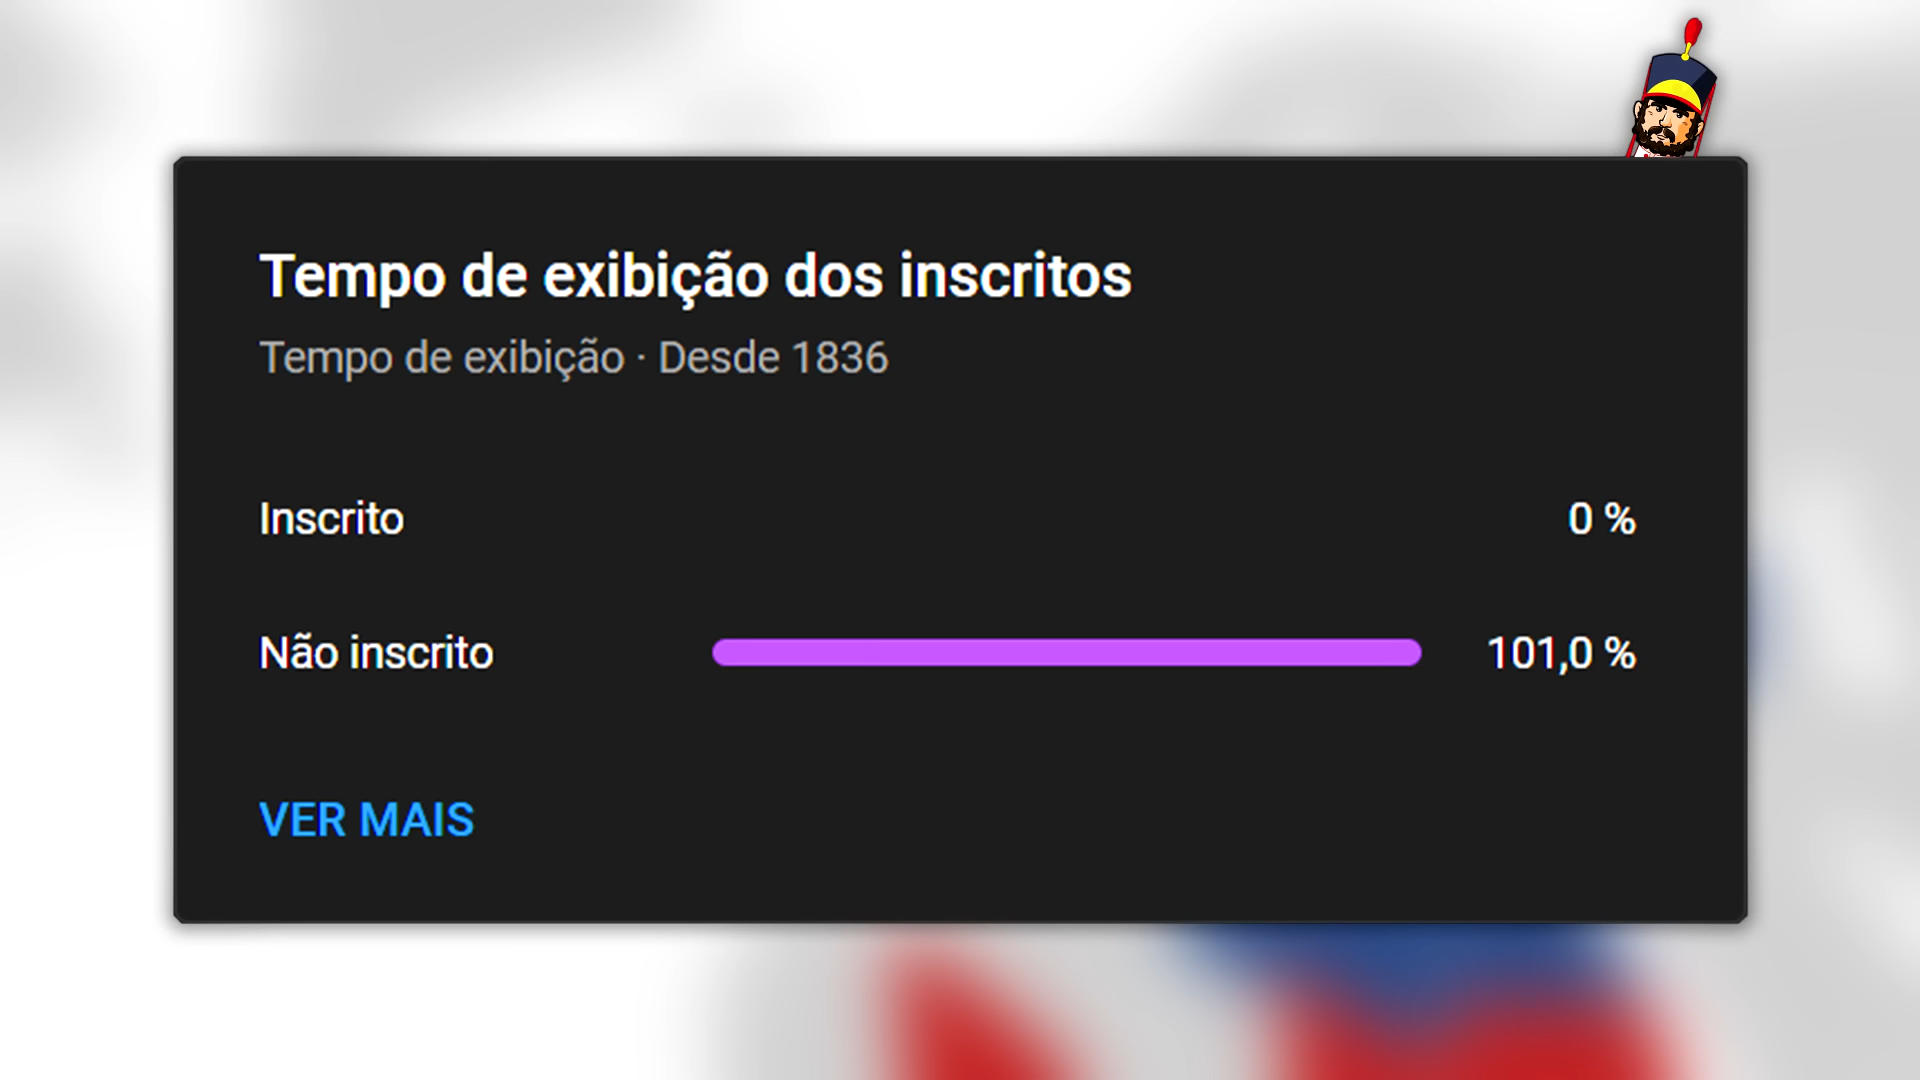 Tempo de exibição dos inscritos
Tempo de exibição · Desde 1836
Inscrito 0 %
Não inscrito 101,0 %
VER MAIS